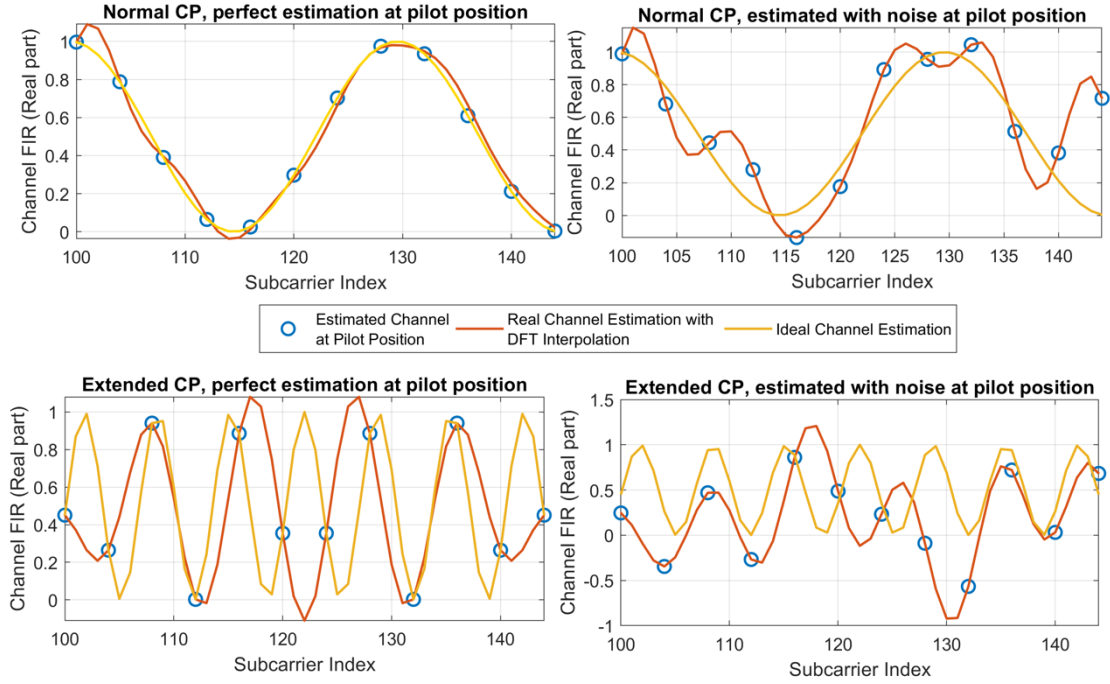 Normal CP, perfect estimation at pilot position
Channel FIR (Real part)
1
0.8
0.6
0.4
0.2
0
100
110
120
130
140
Subcarrier Index
Normal CP, estimated with noise at pilot position
Channel FIR (Real part)
1
0.8
0.6
0.4
0.2
0
100
105
110
115
120
125
130
135
140
Subcarrier Index
Estimated Channel
at Pilot Position
Real Channel Estimation with
DFT Interpolation
Ideal Channel Estimation
Extended CP, perfect estimation at pilot position
Channel FIR (Real part)
1
0.8
0.6
0.4
0.2
0
100
110
120
130
140
Subcarrier Index
Extended CP, estimated with noise at pilot position
Channel FIR (Real part)
1.5
1
0.5
0
-0.5
-1
100
110
120
130
140
Subcarrier Index